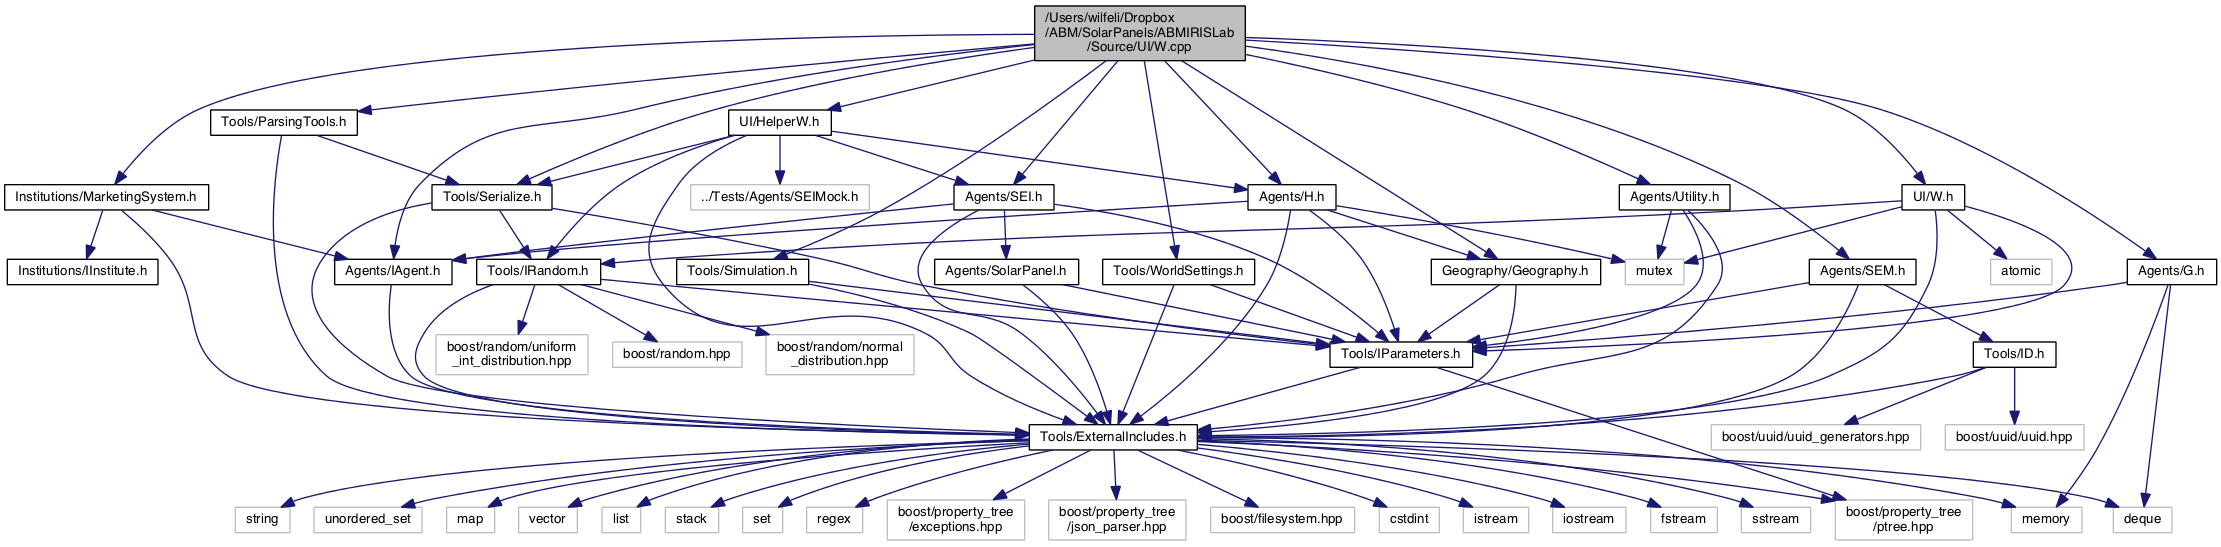 /Users/wilfeli/Dropbox
/ABM/SolarPanels/ABMIRISLab
/Source/UI/W.cpp
Tools/ParsingTools.h
UI/HelperW.h
Institutions/MarketingSystem.h
Tools/Serialize.h
../Tests/Agents/SEIMock.h
Agents/SEI.h
Agents/H.h
Agents/Utility.h
UI/W.h
Institutions/IInstitute.h
Agents/IAgent.h
Tools/IRandom.h
Tools/Simulation.h
Agents/SolarPanel.h
Tools/WorldSettings.h
Geography/Geography.h
mutex
Agents/SEM.h
atomic
Agents/G.h
boost/random/uniform
_int_distribution.hpp
boost/random.hpp
boost/random/normal
_distribution.hpp
Tools/IParameters.h
Tools/ID.h
Tools/ExternalIncludes.h
boost/uuid/uuid_generators.hpp
boost/uuid/uuid.hpp
string
unordered_set
map
vector
list
stack
set
regex
boost/property_tree
/exceptions.hpp
boost/property_tree
/json_parser.hpp
boost/filesystem.hpp
cstdint
istream
iostream
fstream
sstream
boost/property_tree
/ptree.hpp
memory
deque